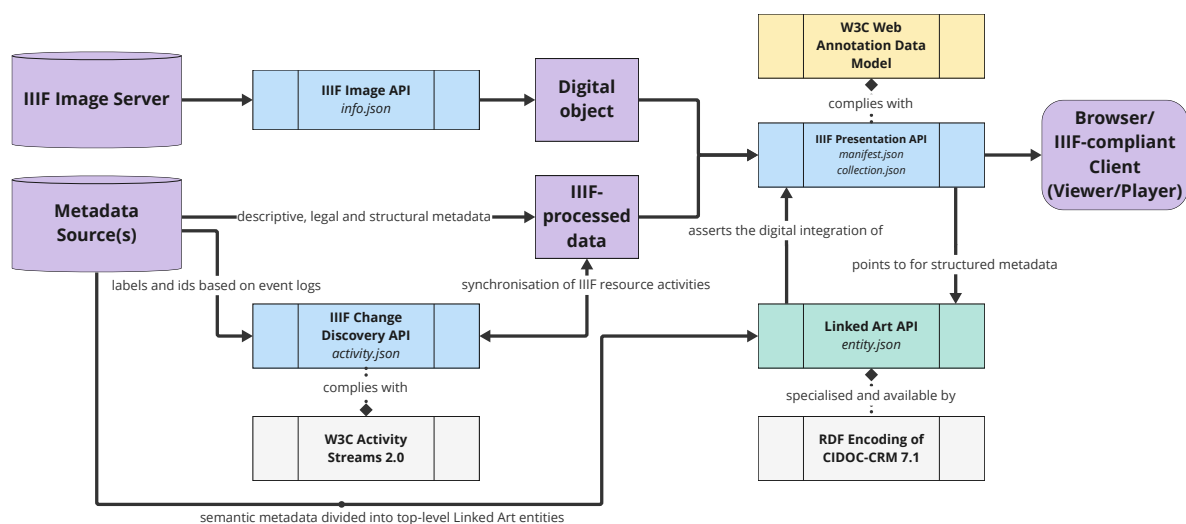 W3C Web
Annotation Data
Model
IIIF Image Server
IIIF Image API
info.json
Digital
object
complies with
IIIF Presentation API
manifest.json
collection.json
Browser/
IIIF-compliant
Client
(Viewer/Player)
Metadata
Source(s)
descriptive, legal and structural metadata
IIIF-
processed
data
asserts the digital integration of
points to for structured metadata
labels and ids based on event logs
synchronisation of IIIF resource activities
IIIF Change
Discovery API
activity.json
Linked Art API
entity.json
complies with
specialised and available by
W3C Activity
Streams 2.0
RDF Encoding of
CIDOC-CRM 7.1
semantic metadata divided into top-level Linked Art entities